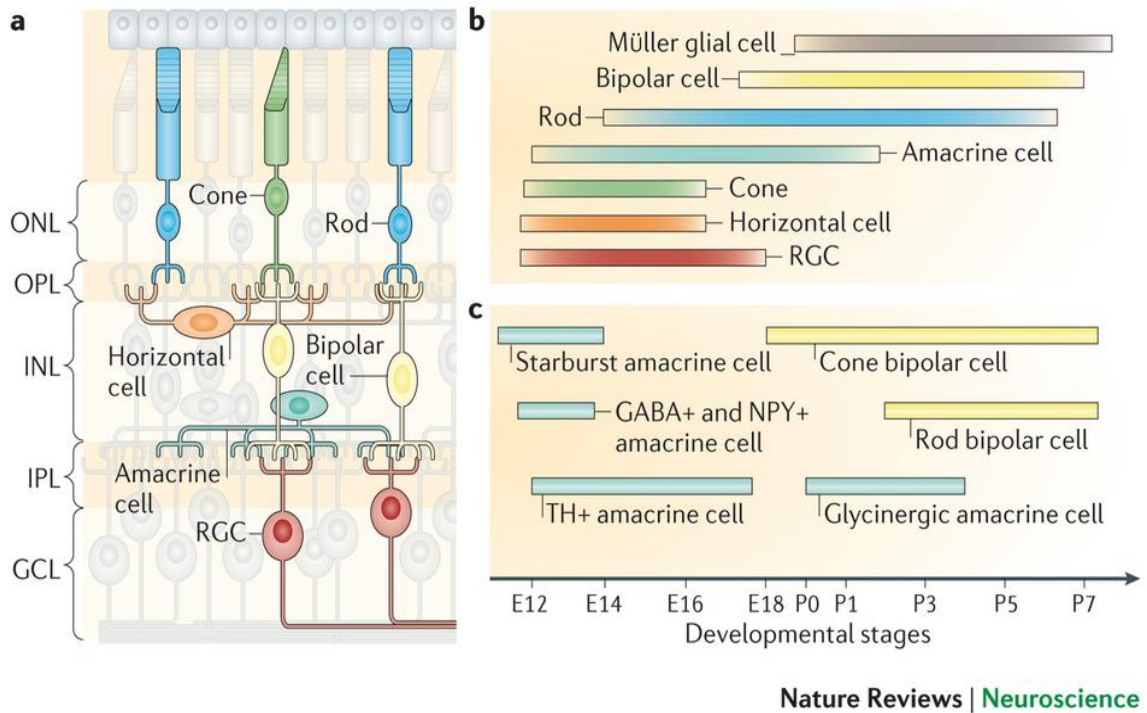 a
Cone
Rod
ONL
OPL
INL
IPL
GCL
Horizontal
cell
Bipolar
cell
Amacrine
cell
RGC
b
Müller glial cell
Bipolar cell
Rod
Amacrine cell
Cone
Horizontal cell
RGC
c
Starburst amacrine cell
Cone bipolar cell
GABA+ and NPY+
amacrine cell
Rod bipolar cell
TH+ amacrine cell
Glycinergic amacrine cell
E12 E14 E16 E18 P0 P1 P3 P5 P7
Developmental stages
Nature Reviews | Neuroscience